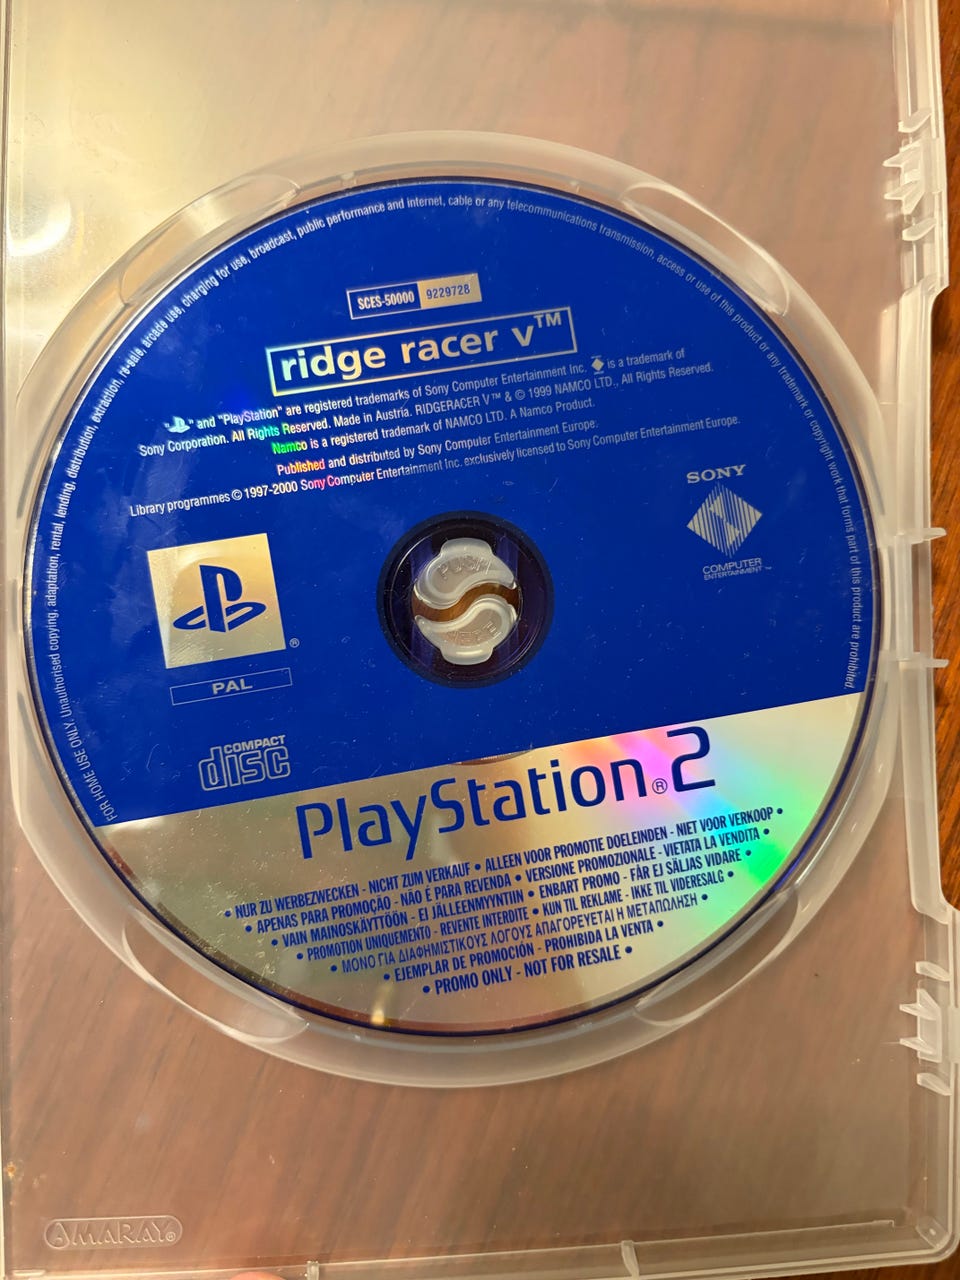 FOR HOME USE ONLY. Unauthorised copying, adaptation, rental, lending, distribution, extraction, re-sale, arcade use, charging for use, broadcast, public performance and internet, cable or any telecommunications transmission, access or use of this product or any trademark or copyright work that forms part of this product are prohibited.
SCES-50000 9229728
ridge racer v™
"PS" and "PlayStation" are registered trademarks of Sony Computer Entertainment Inc. is a trademark of
Sony Corporation. All Rights Reserved. Made in Austria. RIDGERACER V™ & © 1999 NAMCO LTD., All Rights Reserved.
Namco is a registered trademark of NAMCO LTD. A Namco Product.
Published and distributed by Sony Computer Entertainment Europe.
Library programmes © 1997-2000 Sony Computer Entertainment Inc. exclusively licensed to Sony Computer Entertainment Europe.
SONY
COMPUTER
ENTERTAINMENT™
PUSH
HERE
®
PAL
COMPACT
disc
PlayStation®2
• NUR ZU WERBEZWECKEN - NICHT ZUM VERKAUF • ALLEEN VOOR PROMOTIE DOELEINDEN - NIET VOOR VERKOOP •
• APENAS PARA PROMOÇÃO - NÃO É PARA REVENDA • VERSIONE PROMOZIONALE - VIETATA LA VENDITA •
• VAIN MAINOSKÄYTTÖÖN - EI JÄLLEENMYYNTIIN • ENBART PROMO - FÅR EJ SÄLJAS VIDARE •
• PROMOTION UNIQUEMENT - REVENTE INTERDITE • KUN TIL REKLAME - IKKE TIL VIDERESALG •
• ΜΟΝΟ ΓΙΑ ΔΙΑΦΗΜΙΣΤΙΚΟΥΣ ΛΟΓΟΥΣ ΑΠΑΓΟΡΕΥΕΤΑΙ Η ΜΕΤΑΠΩΛΗΣΗ •
• EJEMPLAR DE PROMOCIÓN - PROHIBIDA LA VENTA •
• PROMO ONLY - NOT FOR RESALE •
AMARAY®